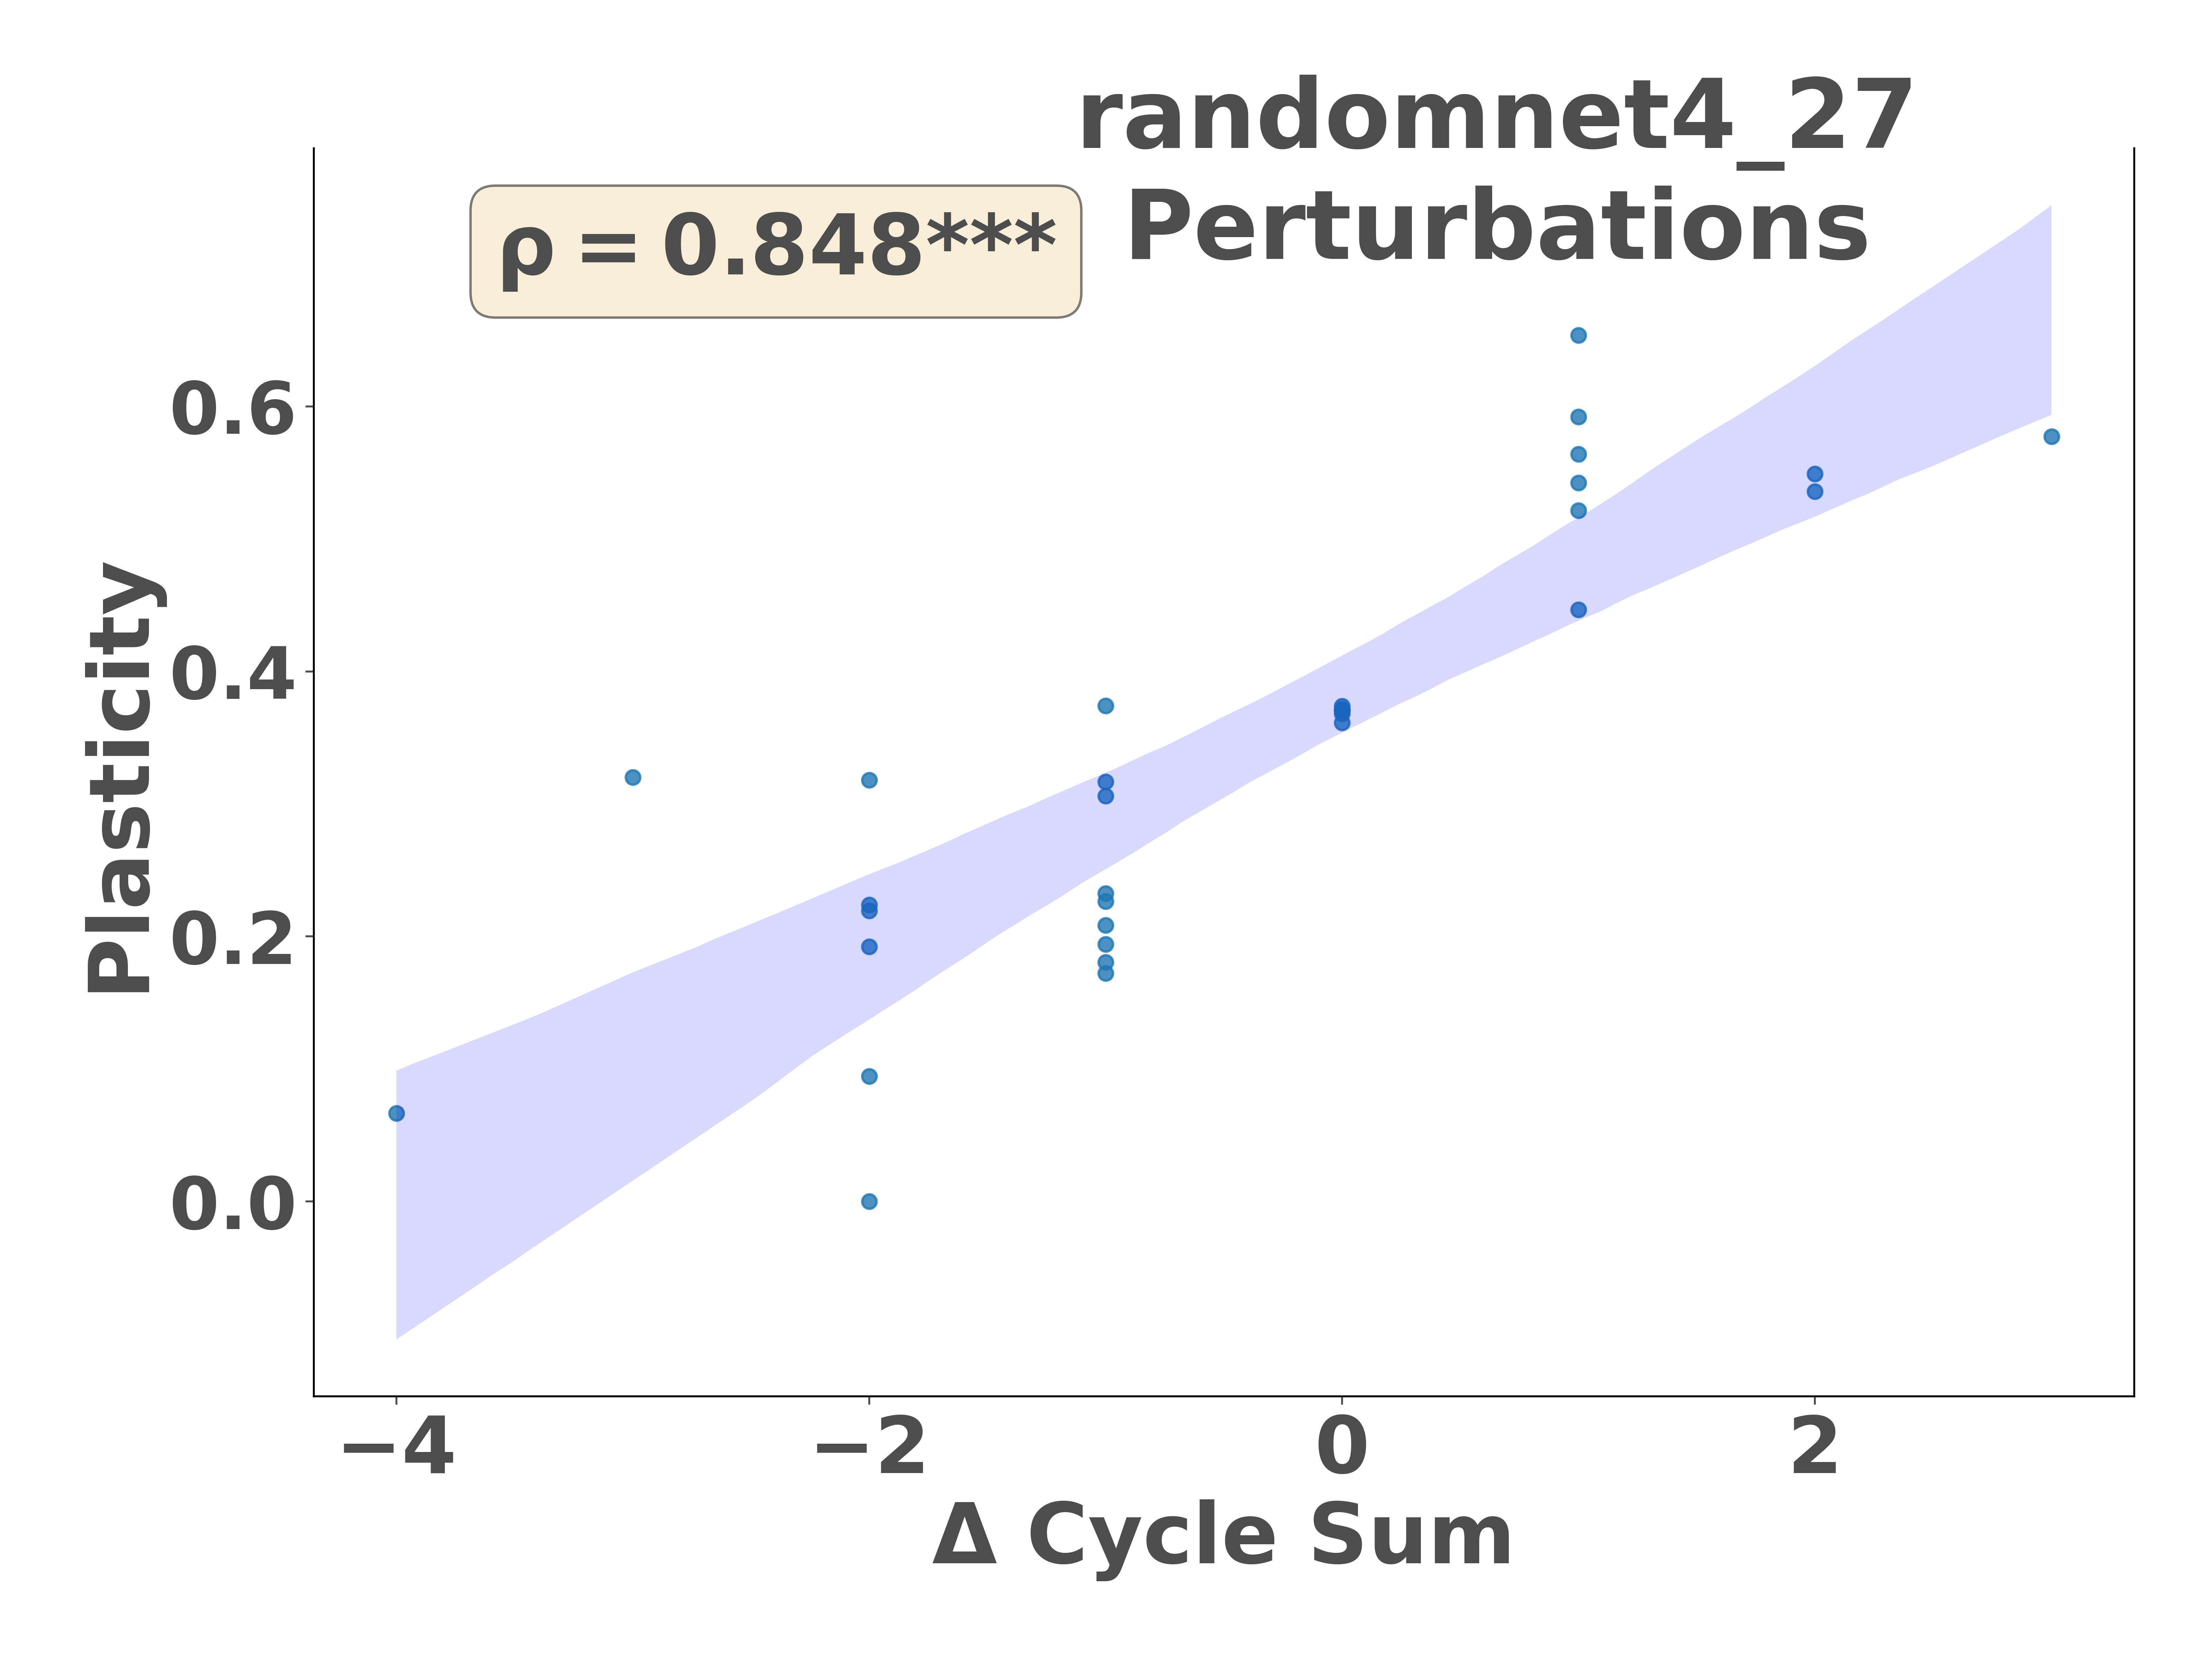 randomnet4_27
Perturbations
ρ = 0.848***
Plasticity
0.6
0.4
0.2
0.0
−4
−2
0
2
Δ Cycle Sum